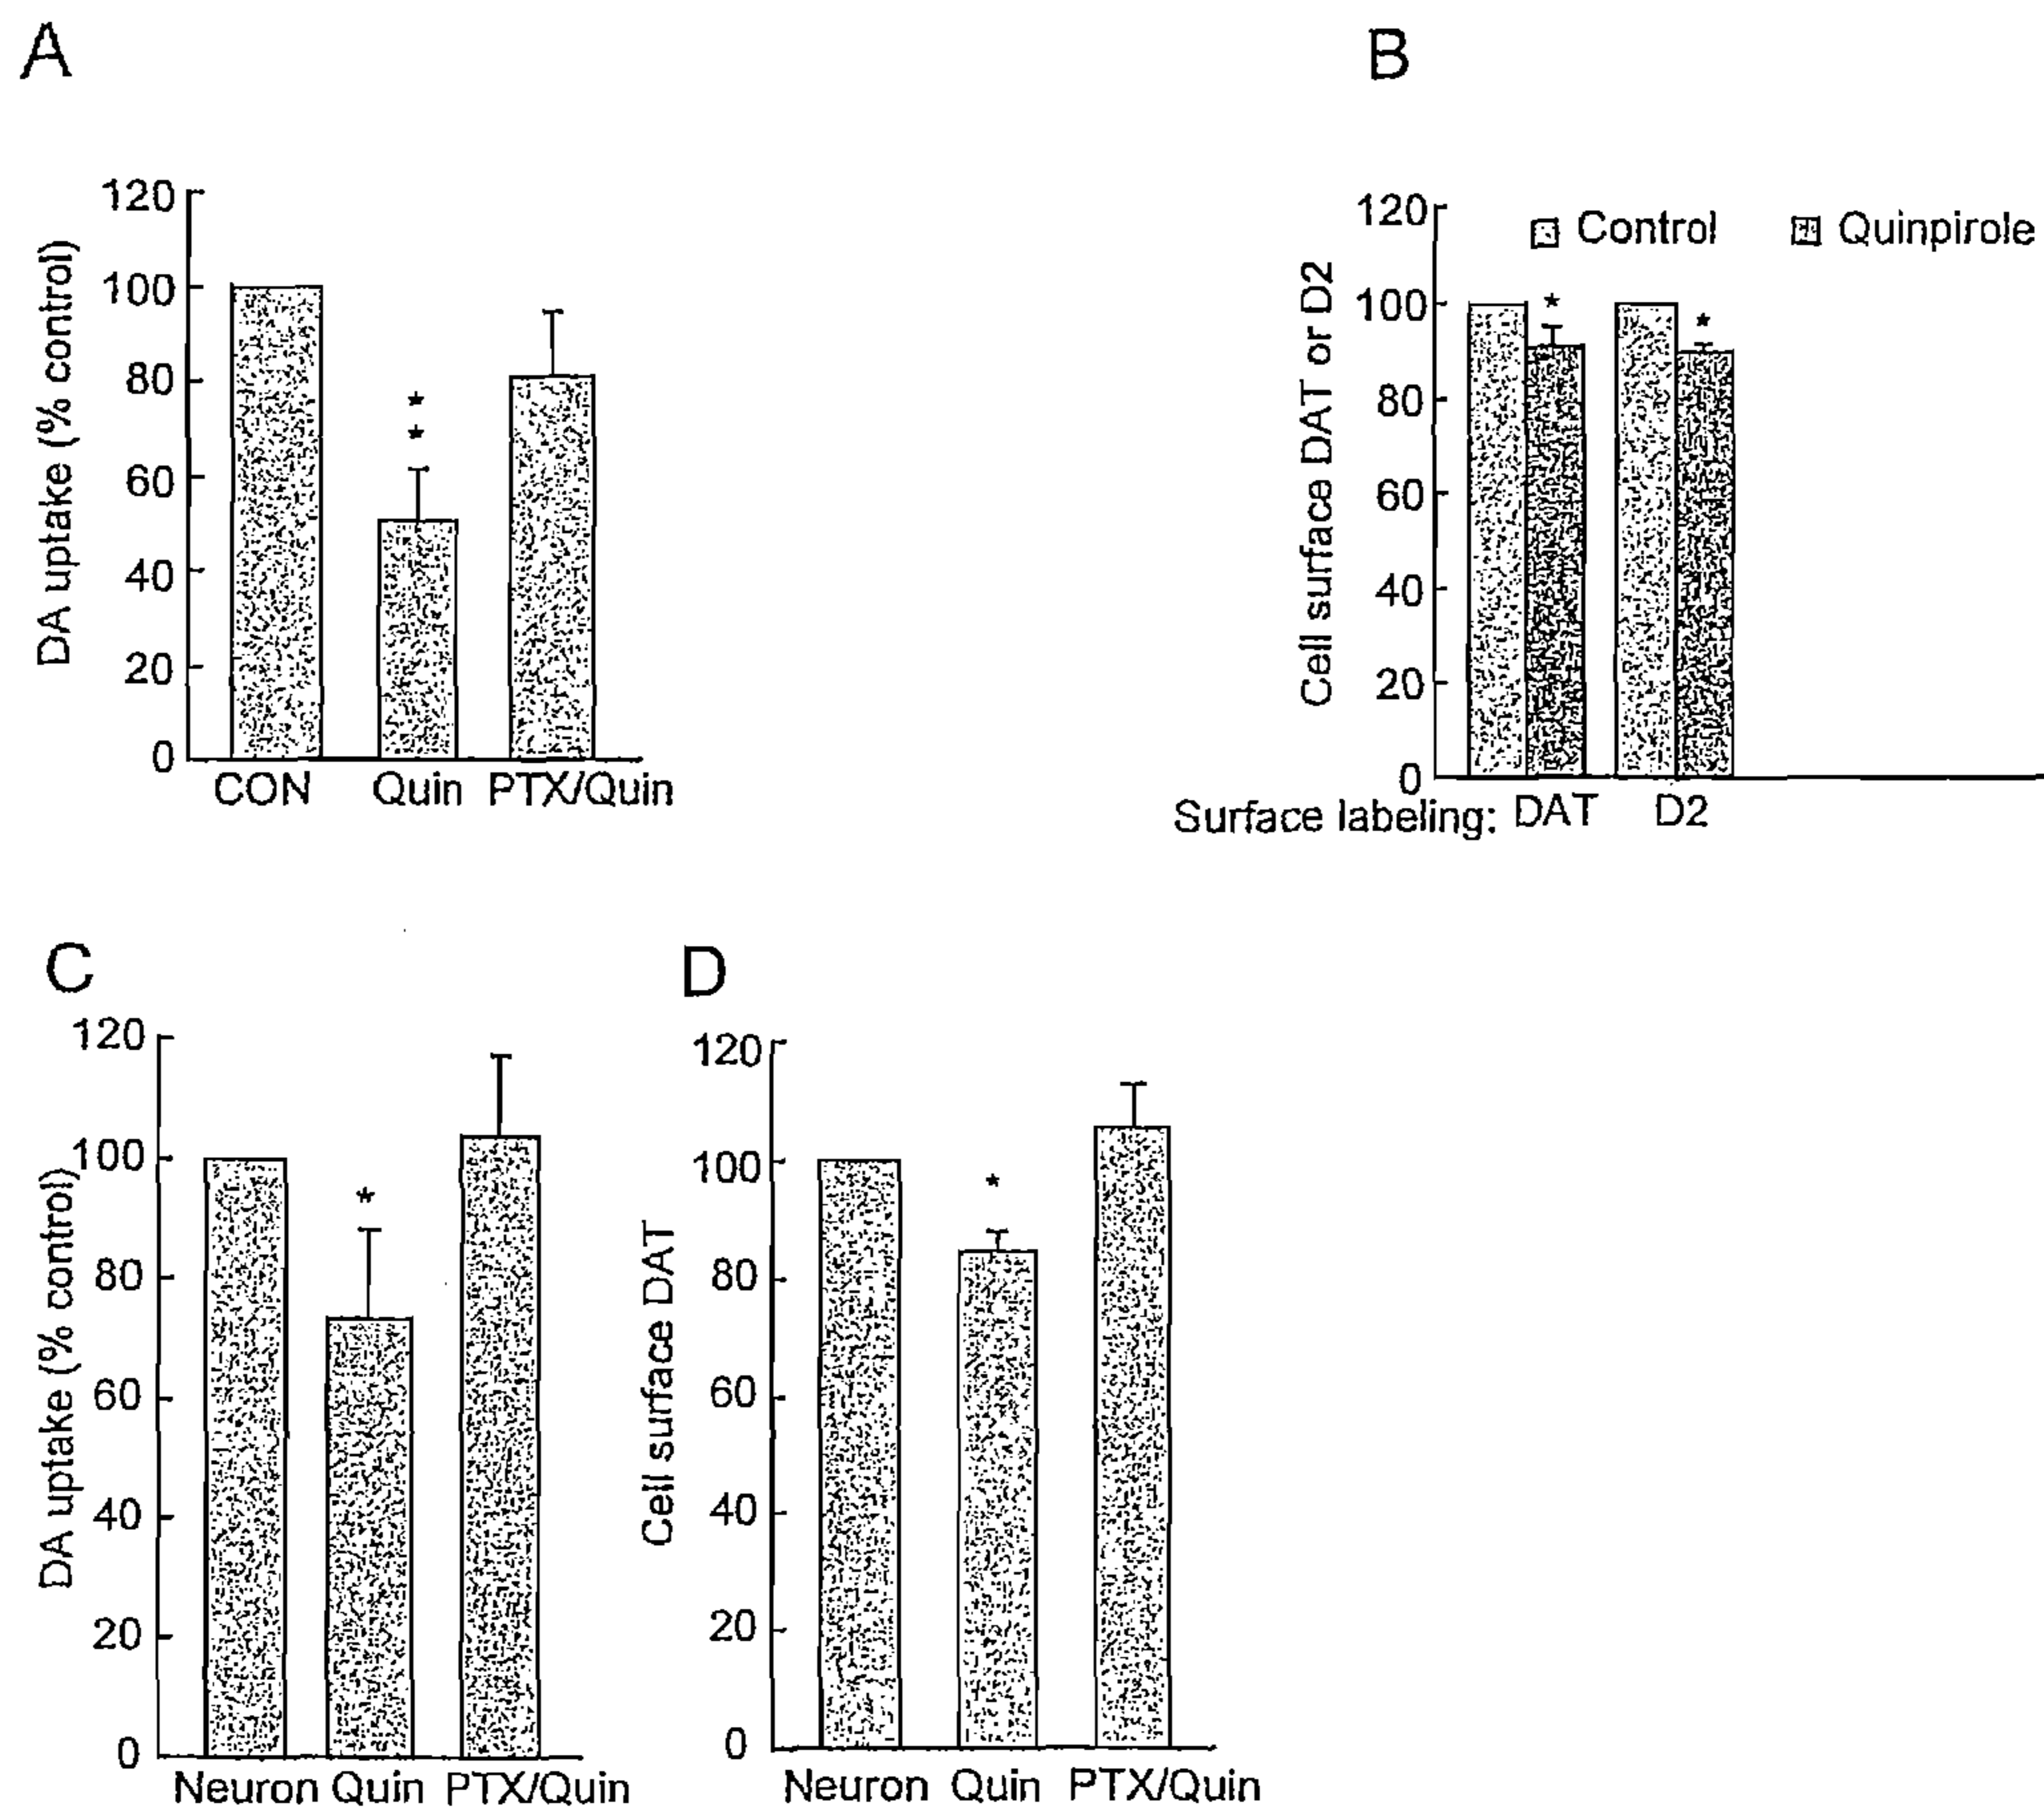 A
DA uptake (% control)
120
100
80
60
40
20
0
*
*
CON Quin PTX/Quin
B
Cell surface DAT or D2
120
100
80
60
40
20
0
Control Quinpirole
*
*
Surface labeling: DAT D2
C
DA uptake (% control)
120
100
80
60
40
20
0
*
Neuron Quin PTX/Quin
D
Cell surface DAT
120
100
80
60
40
20
0
*
Neuron Quin PTX/Quin